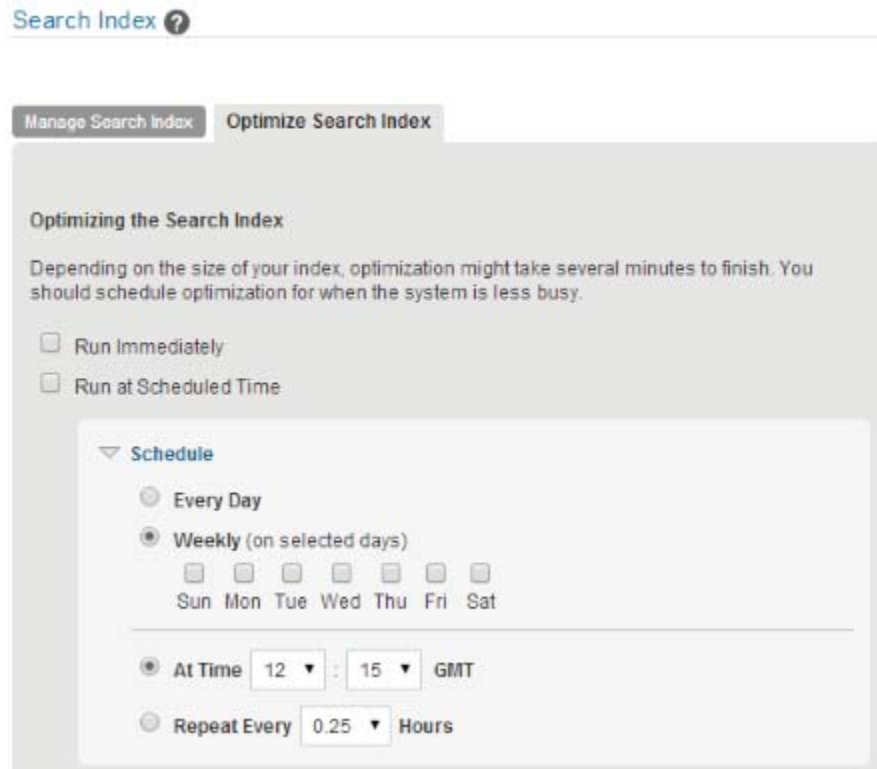 Search Index ?
Manage Search Index Optimize Search Index
Optimizing the Search Index
Depending on the size of your index, optimization might take several minutes to finish. You
should schedule optimization for when the system is less busy.
Run Immediately
Run at Scheduled Time
Schedule
Every Day
Weekly (on selected days)
Sun Mon Tue Wed Thu Fri Sat
At Time 12 : 15 GMT
Repeat Every 0.25 Hours